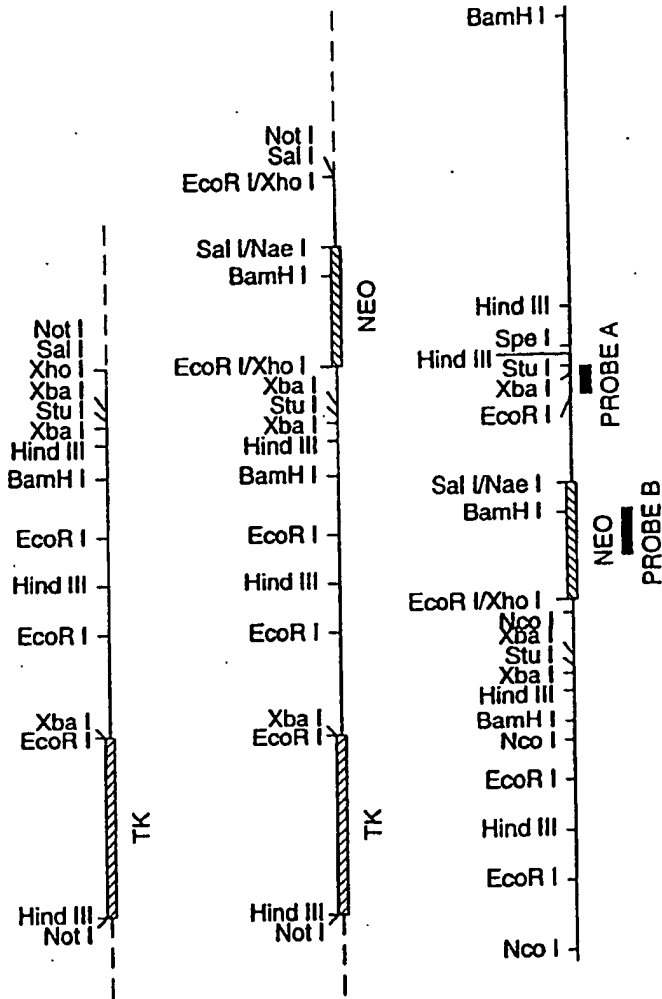 Not I
Sal I
Xho I
Xba I
Stu I
Xba I
Hind III
BamH I
EcoR I
Hind III
EcoR I
Xba I
EcoR I
TK
Hind III
Not I
Not I
Sal I
EcoR I/Xho I
Sal I/Nae I
BamH I
NEO
EcoR I/Xho I
Xba I
Stu I
Xba I
Hind III
BamH I
EcoR I
Hind III
EcoR I
Xba I
EcoR I
TK
Hind III
Not I
BamH I
Hind III
Spe I
Hind III
Stu I
Xba I
EcoR I
PROBE A
Sal I/Nae I
BamH I
NEO
PROBE B
EcoR I/Xho I
Nco I
Xba I
Stu I
Xba I
Hind III
BamH I
Nco I
EcoR I
Hind III
EcoR I
Nco I